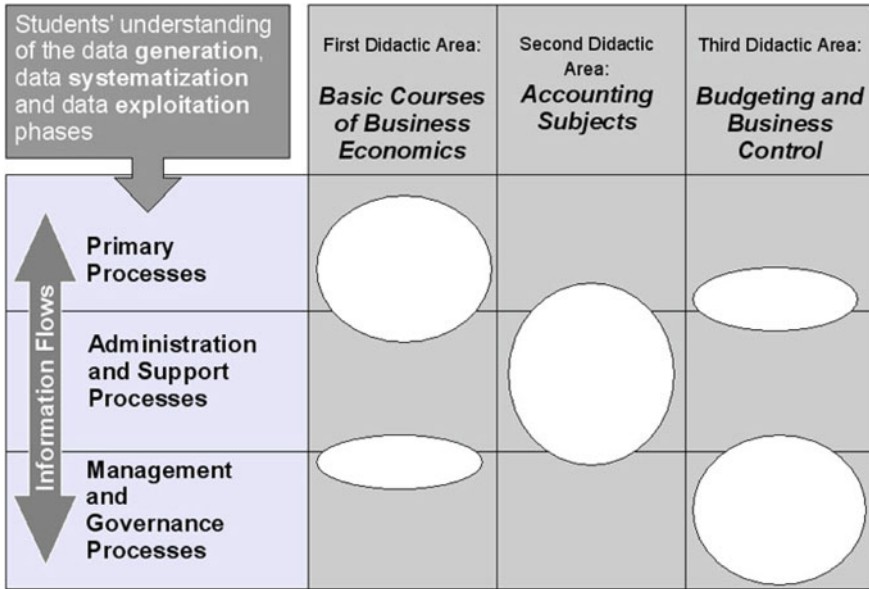 Students' understanding
of the data generation,
data systematization
and data exploitation
phases
First Didactic Area:
Basic Courses
of Business
Economics
Second Didactic
Area:
Accounting
Subjects
Third Didactic Area:
Budgeting and
Business
Control
Information Flows
Primary
Processes
Administration
and Support
Processes
Management
and
Governance
Processes